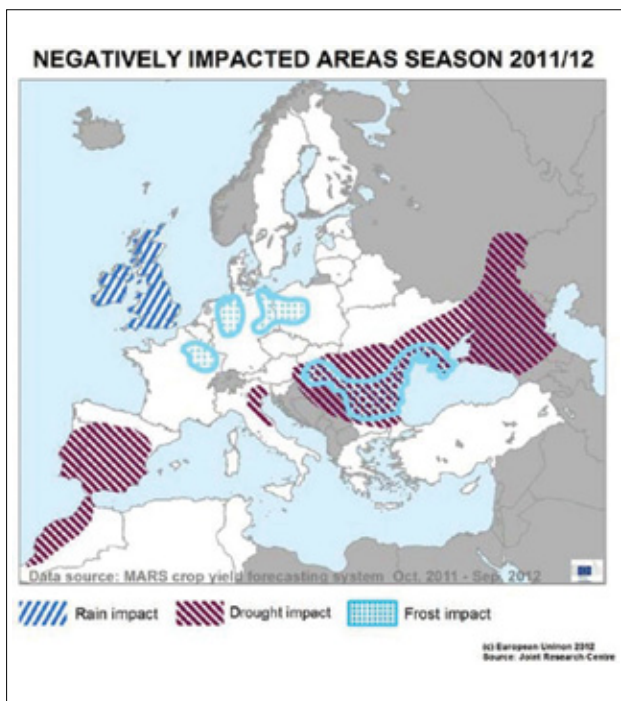 NEGATIVELY IMPACTED AREAS SEASON 2011/12
Data source: MARS crop yield forecasting system Oct. 2011 - Sep. 2012
Rain impact Drought impact Frost impact
(c) European Uninon 2012
Source: Joint Research Centre